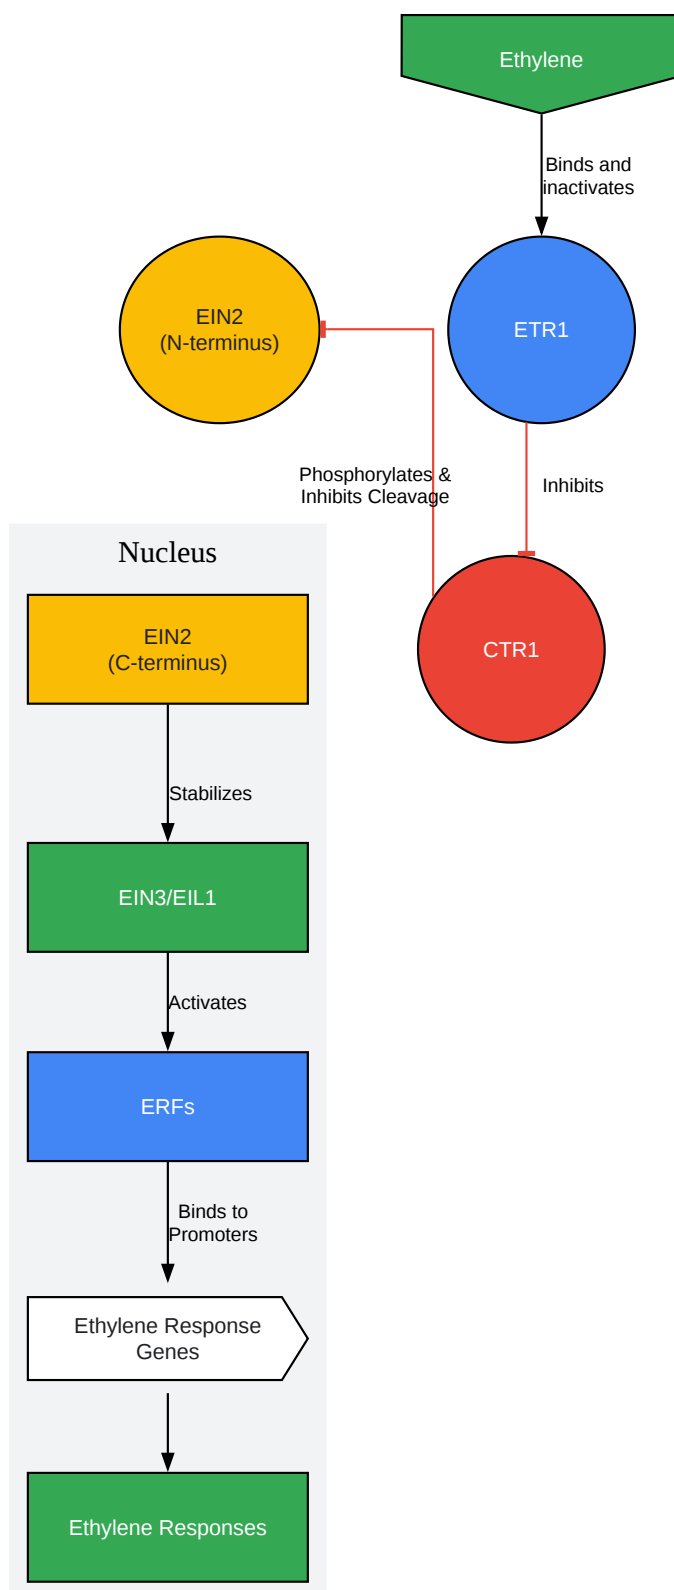 Ethylene
Binds and
inactivates
EIN2
(N-terminus)
ETR1
Phosphorylates &
Inhibits Cleavage
Inhibits
Nucleus
EIN2
(C-terminus)
CTR1
Stabilizes
EIN3/EIL1
Activates
ERFs
Binds to
Promoters
Ethylene Response
Genes
Ethylene Responses